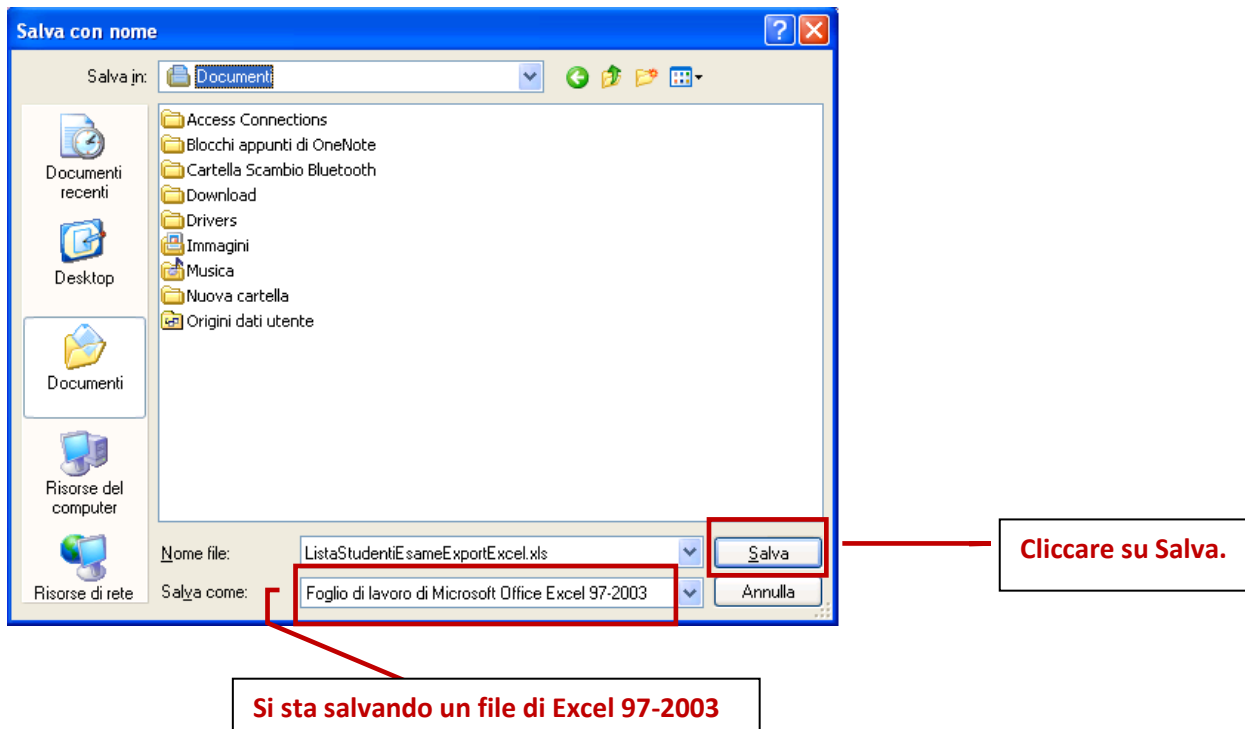 Salva con nome
Salva in:
Documenti
Documenti
recenti
Desktop
Documenti
Risorse del
computer
Risorse di rete
Access Connections
Blocchi appunti di OneNote
Cartella Scambio Bluetooth
Download
Drivers
Immagini
Musica
Nuova cartella
Origini dati utente
Nome file:
ListaStudentiEsameExportExcel.xls
Salva
Salva come:
Foglio di lavoro di Microsoft Office Excel 97-2003
Annulla
Cliccare su Salva.
Si sta salvando un file di Excel 97-2003